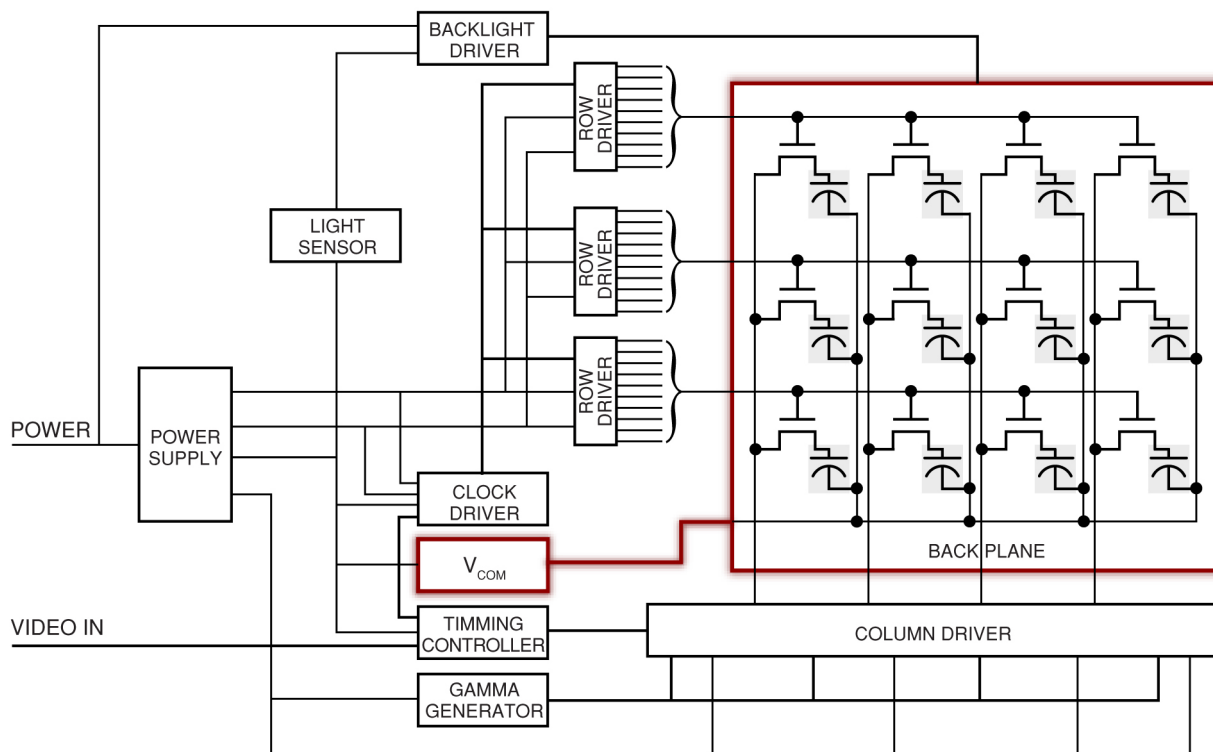 BACKLIGHT
DRIVER
ROW
DRIVER
LIGHT
SENSOR
ROW
DRIVER
ROW
DRIVER
POWER
POWER
SUPPLY
CLOCK
DRIVER
VCOM
BACK PLANE
VIDEO IN
TIMMING
CONTROLLER
COLUMN DRIVER
GAMMA
GENERATOR